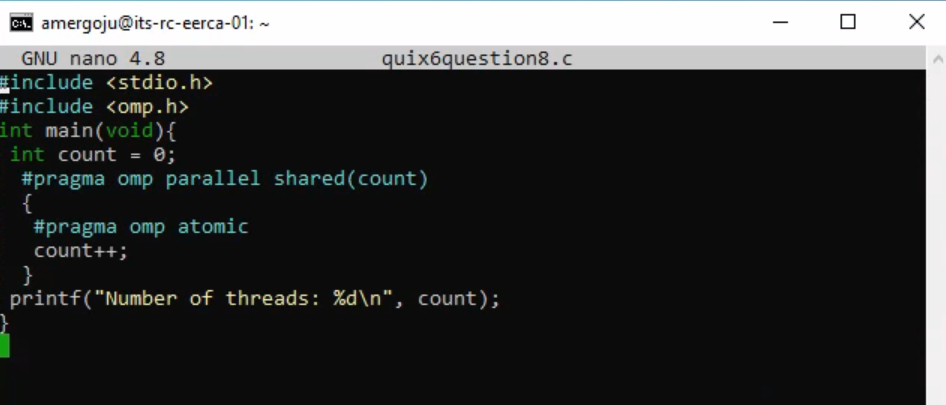 amergoju@its-rc-eerca-01: ~
GNU nano 4.8 quix6question8.c
#include <stdio.h>
#include <omp.h>
int main(void){
 int count = 0;
  #pragma omp parallel shared(count)
  {
   #pragma omp atomic
   count++;
  }
 printf("Number of threads: %d\n", count);
}